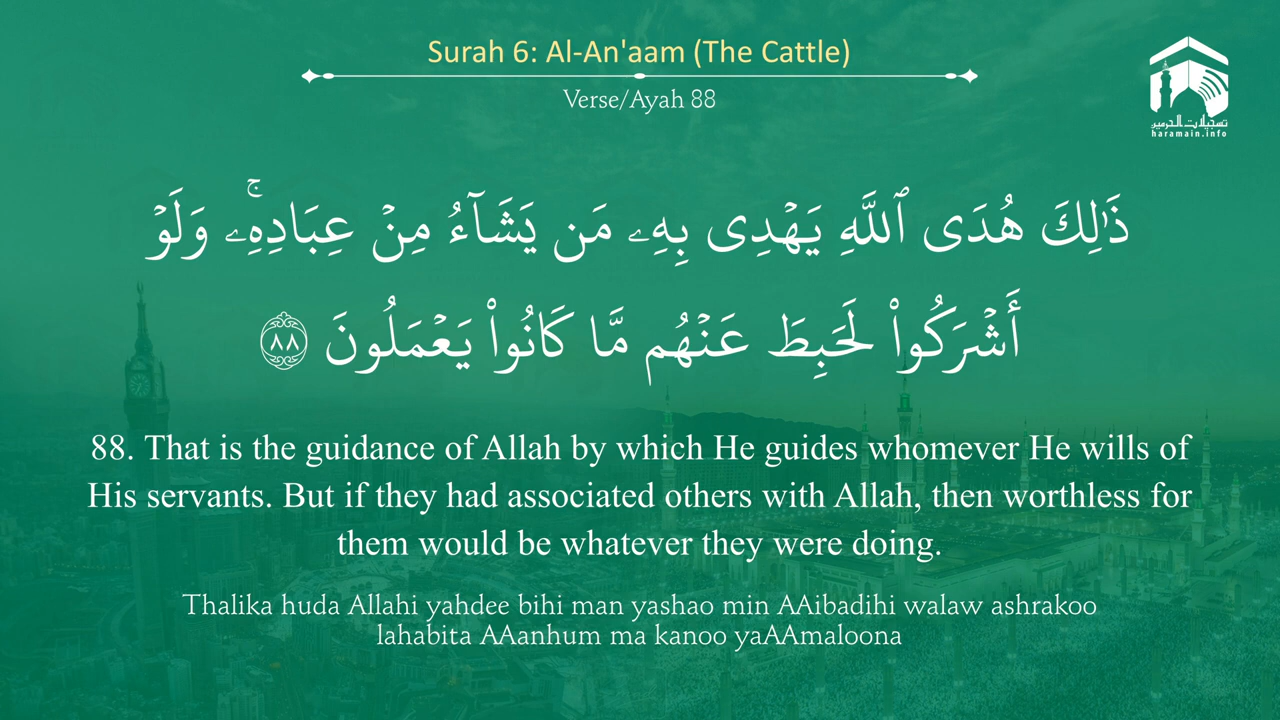 Surah 6: Al-An'aam (The Cattle)
Verse/Ayah 88
تسجيلات الحرمين
haramain.info
ذَٰلِكَ هُدَى ٱللَّهِ يَهْدِى بِهِۦ مَن يَشَآءُ مِنْ عِبَادِهِۦ ۚ وَلَوْ
أَشْرَكُوا۟ لَحَبِطَ عَنْهُم مَّا كَانُوا۟ يَعْمَلُونَ ٨٨
88. That is the guidance of Allah by which He guides whomever He wills of
His servants. But if they had associated others with Allah, then worthless for
them would be whatever they were doing.
Thalika huda Allahi yahdee bihi man yashao min AAibadihi walaw ashrakoo
lahabita AAanhum ma kanoo yaAAmaloona